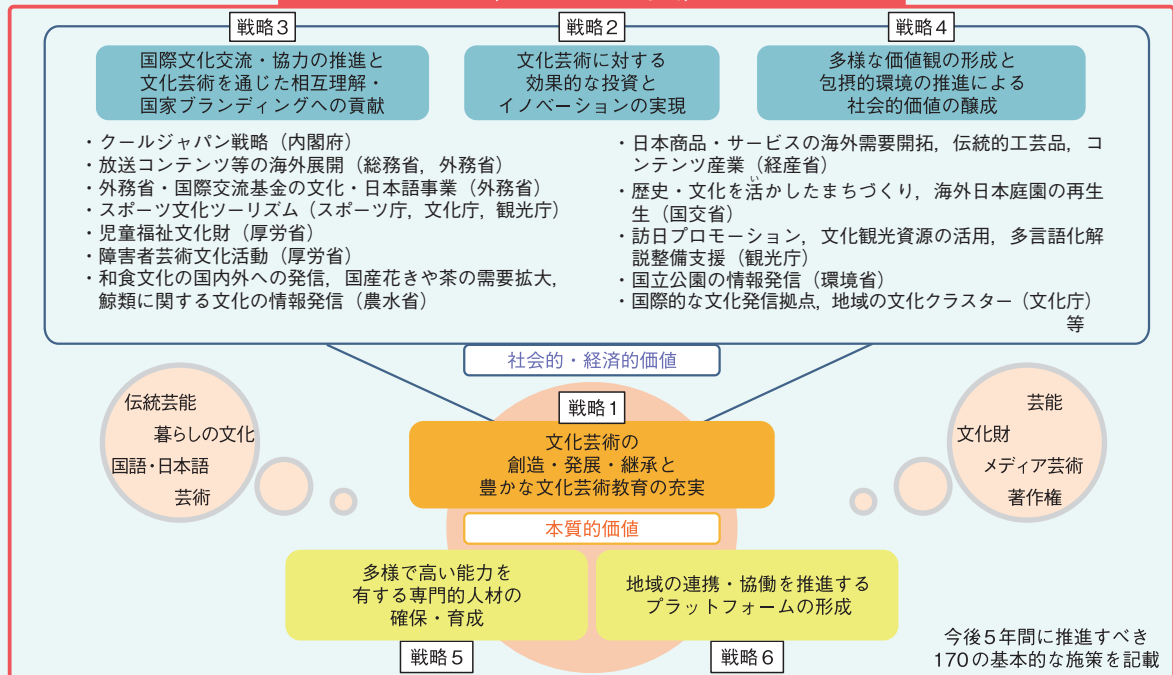 戦略3
国際文化交流・協力の推進と
文化芸術を通じた相互理解・
国家ブランディングへの貢献
戦略2
文化芸術に対する
効果的な投資と
イノベーションの実現
戦略4
多様な価値観の形成と
包摂的環境の推進による
社会的価値の醸成
・クールジャパン戦略（内閣府）
・放送コンテンツ等の海外展開（総務省，外務省）
・外務省・国際交流基金の文化・日本語事業（外務省）
・スポーツ文化ツーリズム（スポーツ庁，文化庁，観光庁）
・児童福祉文化財（厚労省）
・障害者芸術文化活動（厚労省）
・和食文化の国内外への発信，国産花きや茶の需要拡大，
鯨類に関する文化の情報発信（農水省）
・日本商品・サービスの海外需要開拓，伝統的工芸品，コ
ンテンツ産業（経産省）
い
・歴史・文化を活かしたまちづくり，海外日本庭園の再生
生（国交省）
・訪日プロモーション，文化観光資源の活用，多言語化解
説整備支援（観光庁）
・国立公園の情報発信（環境省）
・国際的な文化発信拠点，地域の文化クラスター（文化庁）
等
社会的・経済的価値
伝統芸能
暮らしの文化
国語・日本語
芸術
戦略1
文化芸術の
創造・発展・継承と
豊かな文化芸術教育の充実
芸能
文化財
メディア芸術
著作権
本質的価値
多様で高い能力を
有する専門的人材の
確保・育成
戦略5
地域の連携・協働を推進する
プラットフォームの形成
戦略6
今後5年間に推進すべき
170の基本的な施策を記載